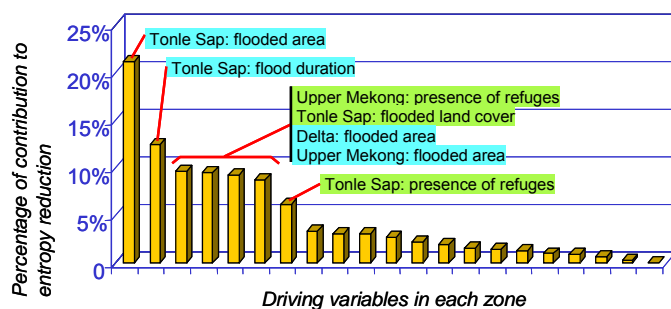 Percentage of contribution to
entropy reduction
25%
20%
15%
10%
5%
0
Tonle Sap: flooded area
Tonle Sap: flood duration
Upper Mekong: presence of refuges
Tonle Sap: flooded land cover
Delta: flooded area
Upper Mekong: flooded area
Tonle Sap: presence of refuges
Driving variables in each zone